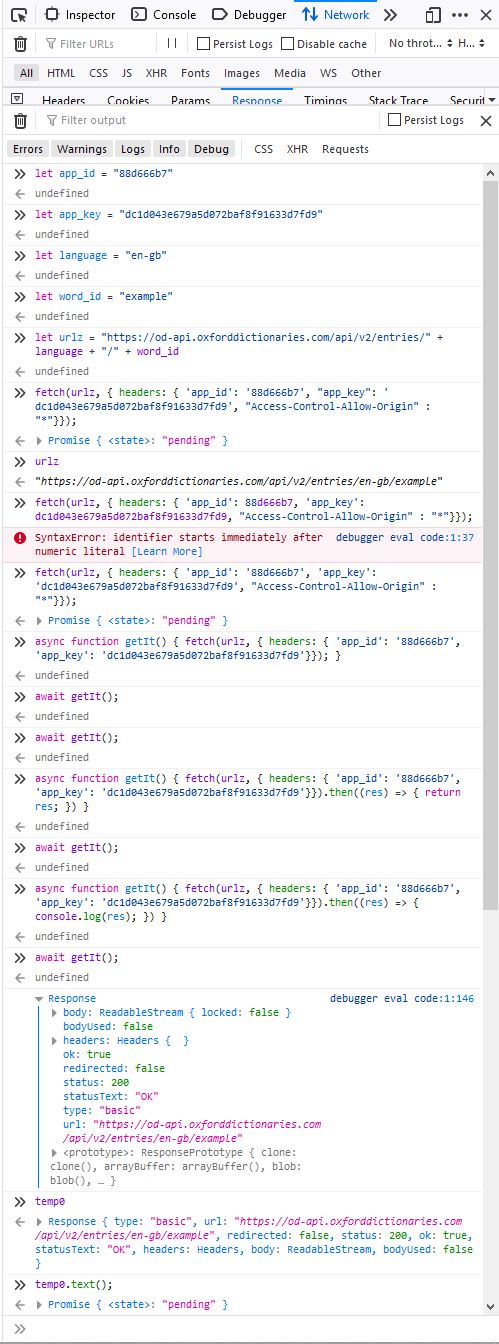 Inspector Console Debugger Network
Filter URLs Persist Logs Disable cache No throt... H...
All HTML CSS JS XHR Fonts Images Media WS Other
Headers Cookies Params Response Timings Stack Trace Securit
Filter output Persist Logs
Errors Warnings Logs Info Debug CSS XHR Requests
let app_id = "88d666b7"
undefined
let app_key = "dc1d043e679a5d072baf8f91633d7fd9"
undefined
let language = "en-gb"
undefined
let word_id = "example"
undefined
let urlz = "https://od-api.oxforddictionaries.com/api/v2/entries/" +
language + "/" + word_id
undefined
fetch(urlz, { headers: { 'app_id': '88d666b7', "app_key": '
dc1d043e679a5d072baf8f91633d7fd9', "Access-Control-Allow-Origin" :
"*"}});
Promise { <state>: "pending" }
urlz
"https://od-api.oxforddictionaries.com/api/v2/entries/en-gb/example"
fetch(urlz, { headers: { 'app_id': 88d666b7, 'app_key':
dc1d043e679a5d072baf8f91633d7fd9, "Access-Control-Allow-Origin" : "*"}});
SyntaxError: identifier starts immediately after debugger eval code:1:37
numeric literal [Learn More]
fetch(urlz, { headers: { 'app_id': '88d666b7', 'app_key':
'dc1d043e679a5d072baf8f91633d7fd9', "Access-Control-Allow-Origin" :
"*"}});
Promise { <state>: "pending" }
async function getIt() { fetch(urlz, { headers: { 'app_id': '88d666b7',
'app_key': 'dc1d043e679a5d072baf8f91633d7fd9'}}); }
undefined
await getIt();
undefined
await getIt();
undefined
async function getIt() { fetch(urlz, { headers: { 'app_id': '88d666b7',
'app_key': 'dc1d043e679a5d072baf8f91633d7fd9'}}).then((res) => { return
res; }) }
undefined
await getIt();
undefined
async function getIt() { fetch(urlz, { headers: { 'app_id': '88d666b7',
'app_key': 'dc1d043e679a5d072baf8f91633d7fd9'}}).then((res) => {
console.log(res); }) }
undefined
await getIt();
undefined
Response debugger eval code:1:146
body: ReadableStream { locked: false }
bodyUsed: false
headers: Headers { }
ok: true
redirected: false
status: 200
statusText: "OK"
type: "basic"
url: "https://od-api.oxforddictionaries.com
/api/v2/entries/en-gb/example"
<prototype>: ResponsePrototype { clone:
clone(), arrayBuffer: arrayBuffer(), blob:
blob(), … }
temp0
Response { type: "basic", url: "https://od-api.oxforddictionaries.com
/api/v2/entries/en-gb/example", redirected: false, status: 200, ok: true,
statusText: "OK", headers: Headers, body: ReadableStream, bodyUsed: false
}
temp0.text();
Promise { <state>: "pending" }